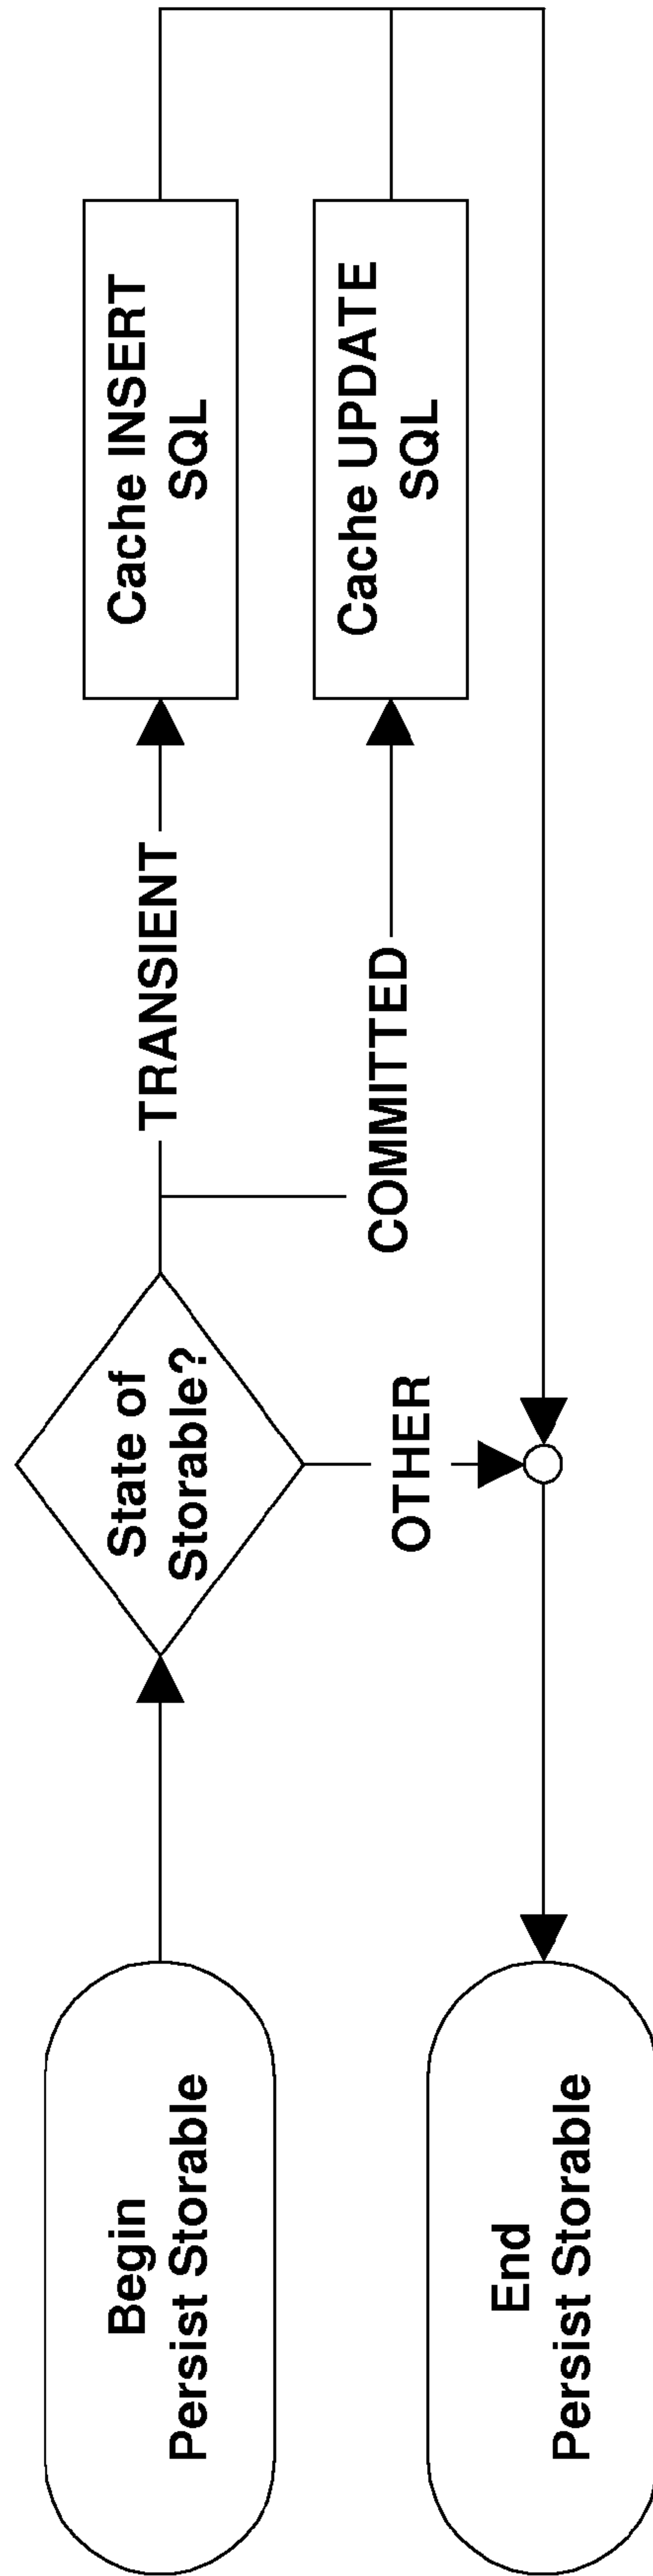 Begin
Persist Storable
State of
Storable?
TRANSIENT
Cache INSERT
SQL
COMMITTED
Cache UPDATE
SQL
OTHER
End
Persist Storable